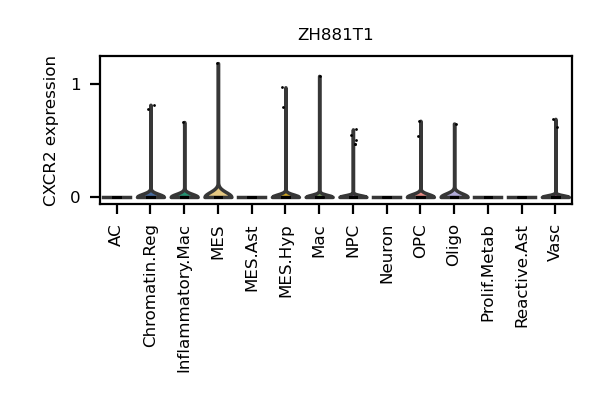 ZH881T1
CXCR2 expression
1
0
AC
Chromatin.Reg
Inflammatory.Mac
MES
MES.Ast
MES.Hyp
Mac
NPC
Neuron
OPC
Oligo
Prolif.Metab
Reactive.Ast
Vasc